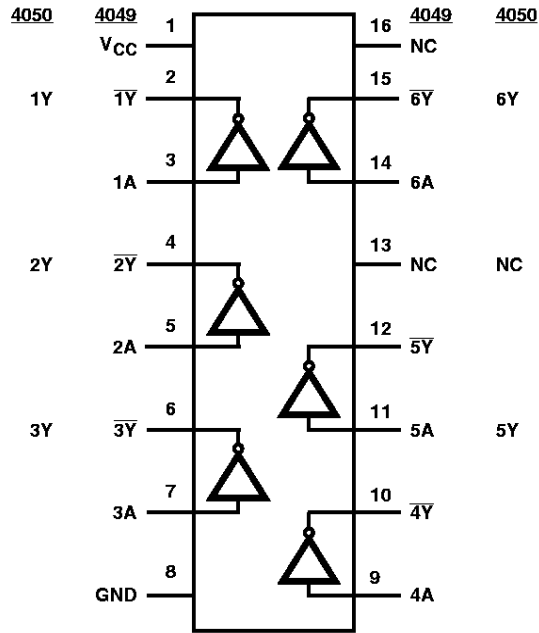 4050 4049 1 16 4049 4050
VCC NC
2 15
1Y 1Y 6Y 6Y
3 14
1A 6A
4 13
2Y 2Y NC NC
5 12
2A 5Y
6 11
3Y 3Y 5A 5Y
7 10
3A 4Y
8 9
GND 4A